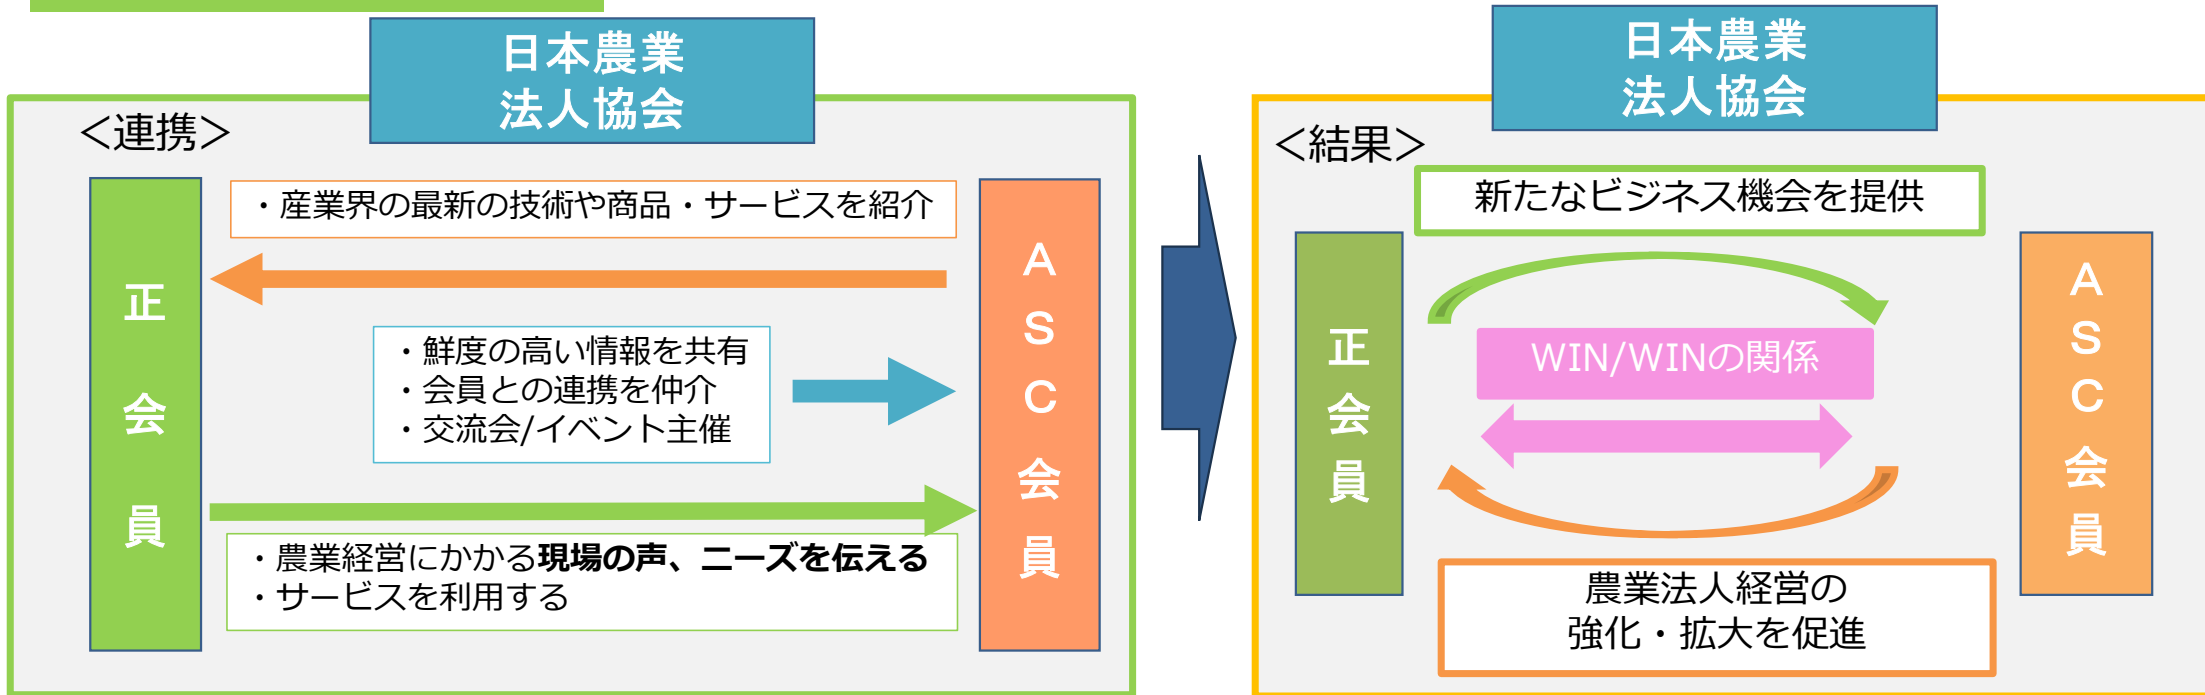 日本農業
法人協会
＜連携＞
正会員
・産業界の最新の技術や商品・サービスを紹介
・鮮度の高い情報を共有
・会員との連携を仲介
・交流会/イベント主催
・農業経営にかかる現場の声、ニーズを伝える
・サービスを利用する
ＡＳＣ会員
日本農業
法人協会
＜結果＞
新たなビジネス機会を提供
正会員
WIN/WINの関係
ＡＳＣ会員
農業法人経営の
強化・拡大を促進